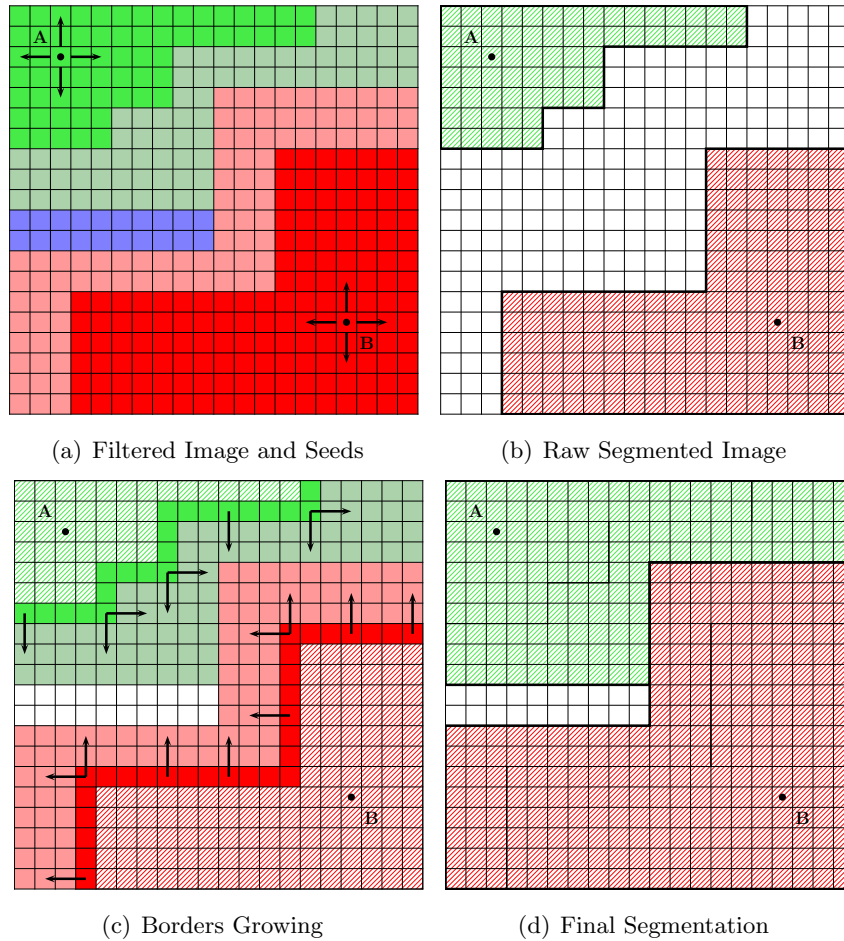 A
B
B
(a) Filtered Image and Seeds
(b) Raw Segmented Image
A
A
B
B
(c) Borders Growing
(d) Final Segmentation